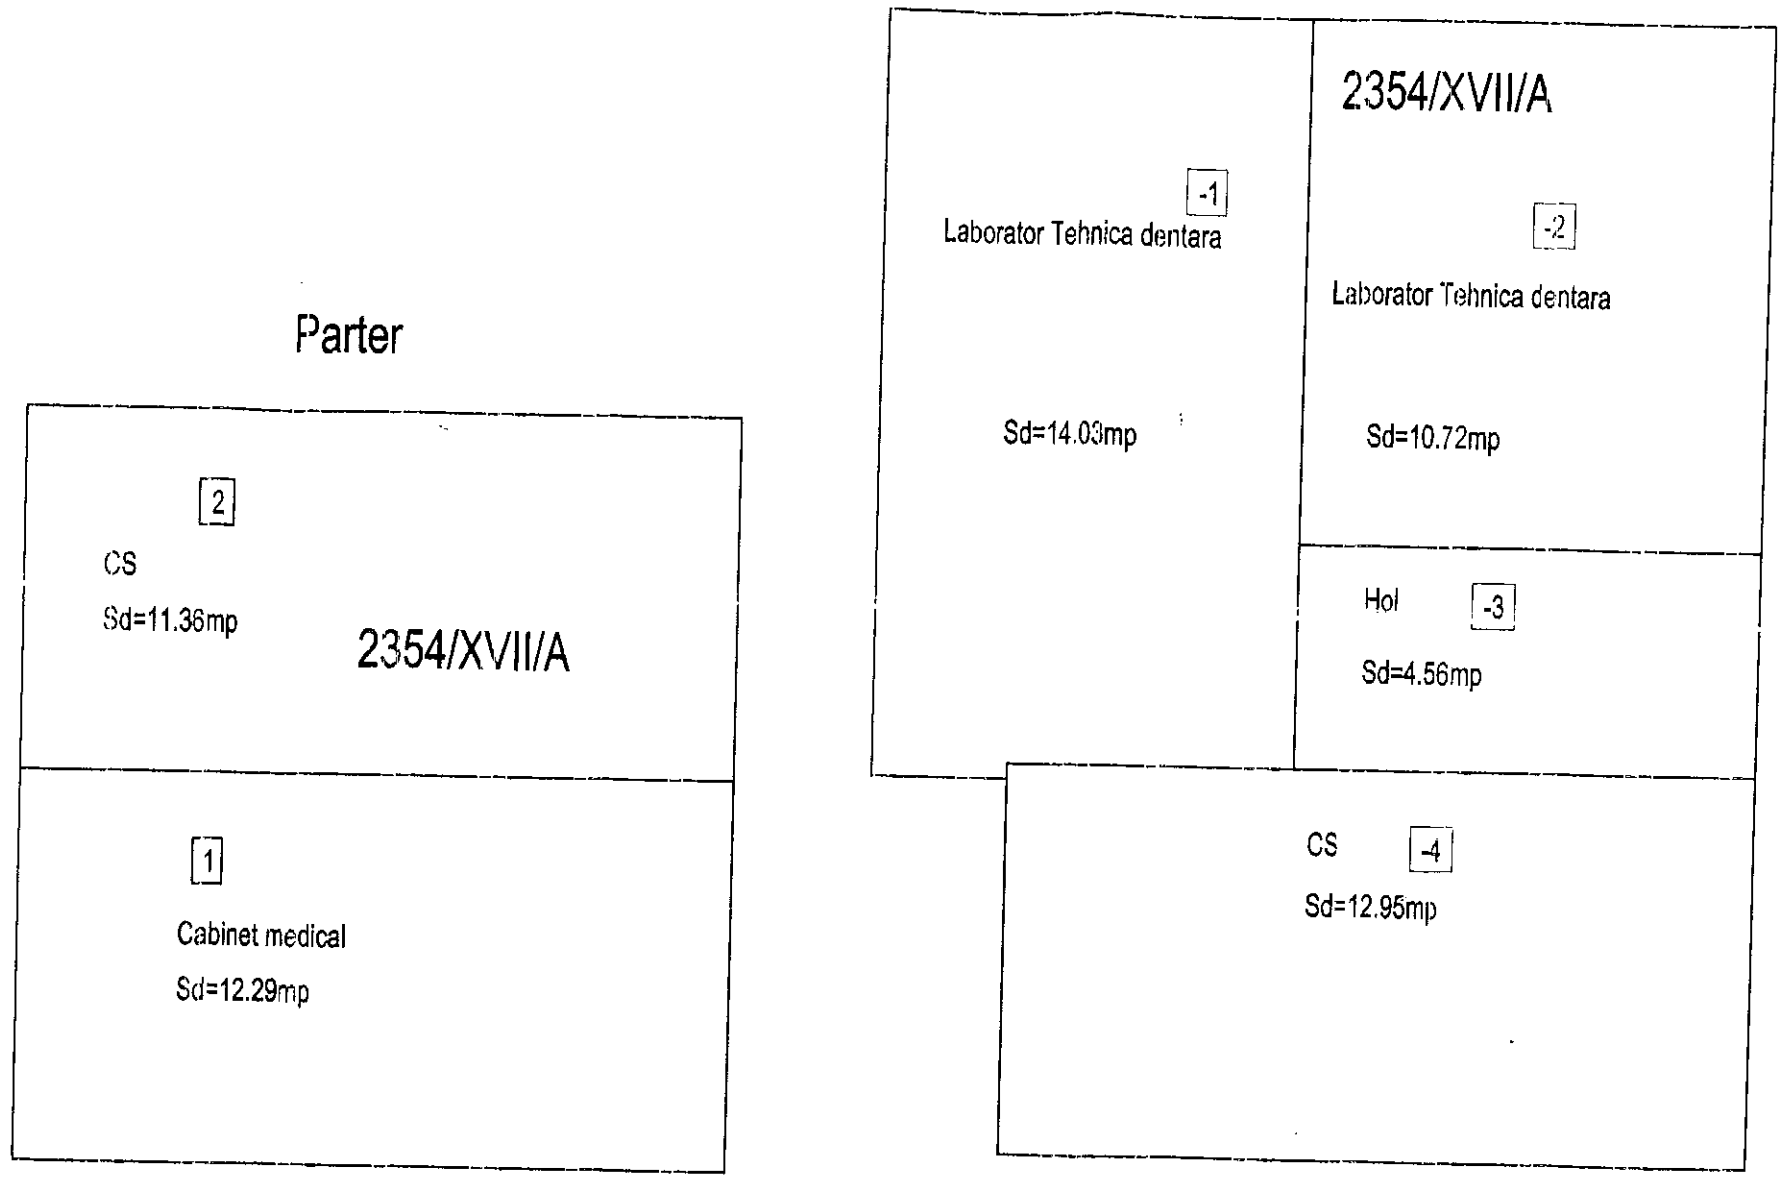 Parter
2
CS
Sd=11.36mp
2354/XVII/A
1
Cabinet medical
Sd=12.29mp
2354/XVII/A
-1
Laborator Tehnica dentara
Sd=14.03mp
-2
Laborator Tehnica dentara
Sd=10.72mp
Hol
-3
Sd=4.56mp
CS
-4
Sd=12.95mp